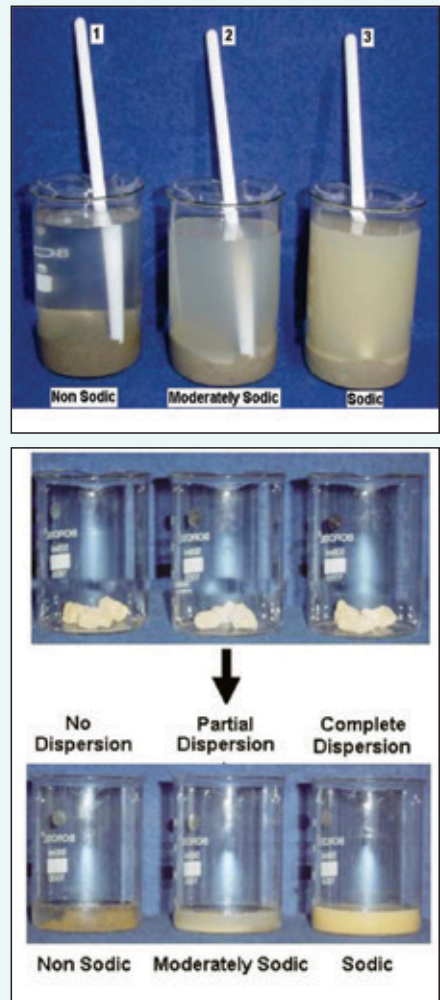 1 2 3
Non Sodic Moderately Sodic Sodic
No Dispersion
Partial Dispersion
Complete Dispersion
Non Sodic Moderately Sodic Sodic